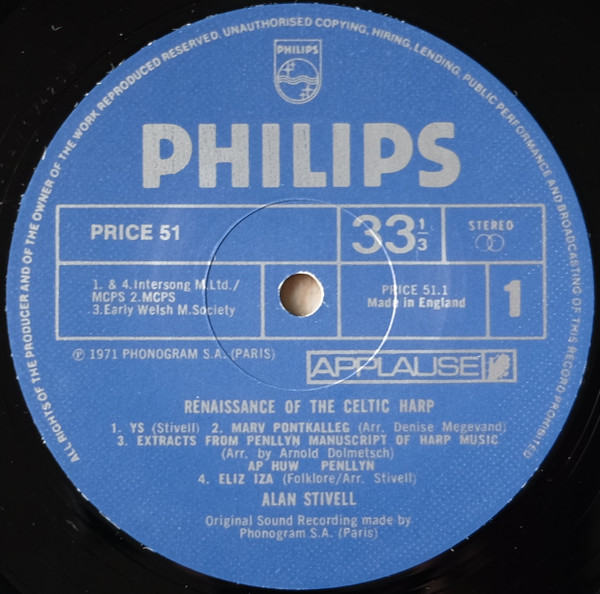 ALL RIGHTS OF THE PRODUCER AND OF THE OWNER OF THE WORK REPRODUCED RESERVED. UNAUTHORISED COPYING, HIRING, LENDING, PUBLIC PERFORMANCE AND BROADCASTING OF THIS RECORD PROHIBITED
PHILIPS
PHILIPS
PRICE 51
33 1/3
STEREO
1. & 4. Intersong M. Ltd./
MCPS 2. MCPS
3. Early Welsh M. Society
PRICE 51.1
Made in England
1
Ⓟ 1971 PHONOGRAM S.A. (PARIS)
APPLAUSE
RENAISSANCE OF THE CELTIC HARP
1. YS (Stivell) 2. MARV PONTKALLEG (Arr. Denise Megevand)
3. EXTRACTS FROM PENLLYN MANUSCRIPT OF HARP MUSIC
(Arr. by Arnold Dolmetsch)
AP HUW PENLLYN
4. ELIZ IZA (Folklore/Arr. Stivell)
ALAN STIVELL
Original Sound Recording made by
Phonogram S.A. (Paris)